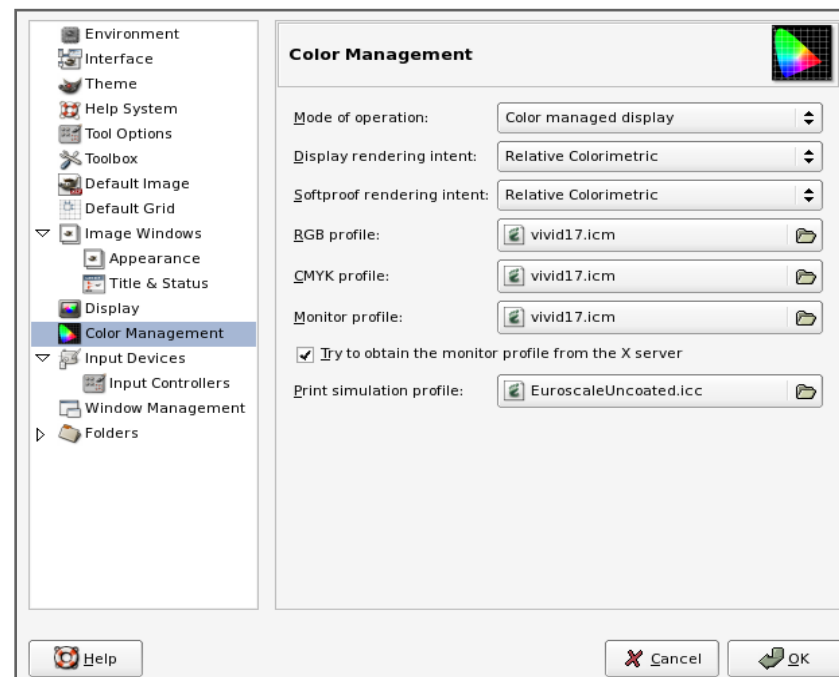 Environment
Interface
Theme
Help System
Tool Options
Toolbox
Default Image
Default Grid
Image Windows
Appearance
Title & Status
Display
Color Management
Input Devices
Input Controllers
Window Management
Folders
Color Management
Mode of operation: Color managed display
Display rendering intent: Relative Colorimetric
Softproof rendering intent: Relative Colorimetric
RGB profile: vivid17.icm
CMYK profile: vivid17.icm
Monitor profile: vivid17.icm
Try to obtain the monitor profile from the X server
Print simulation profile: EuroscaleUncoated.icc
Help Cancel OK